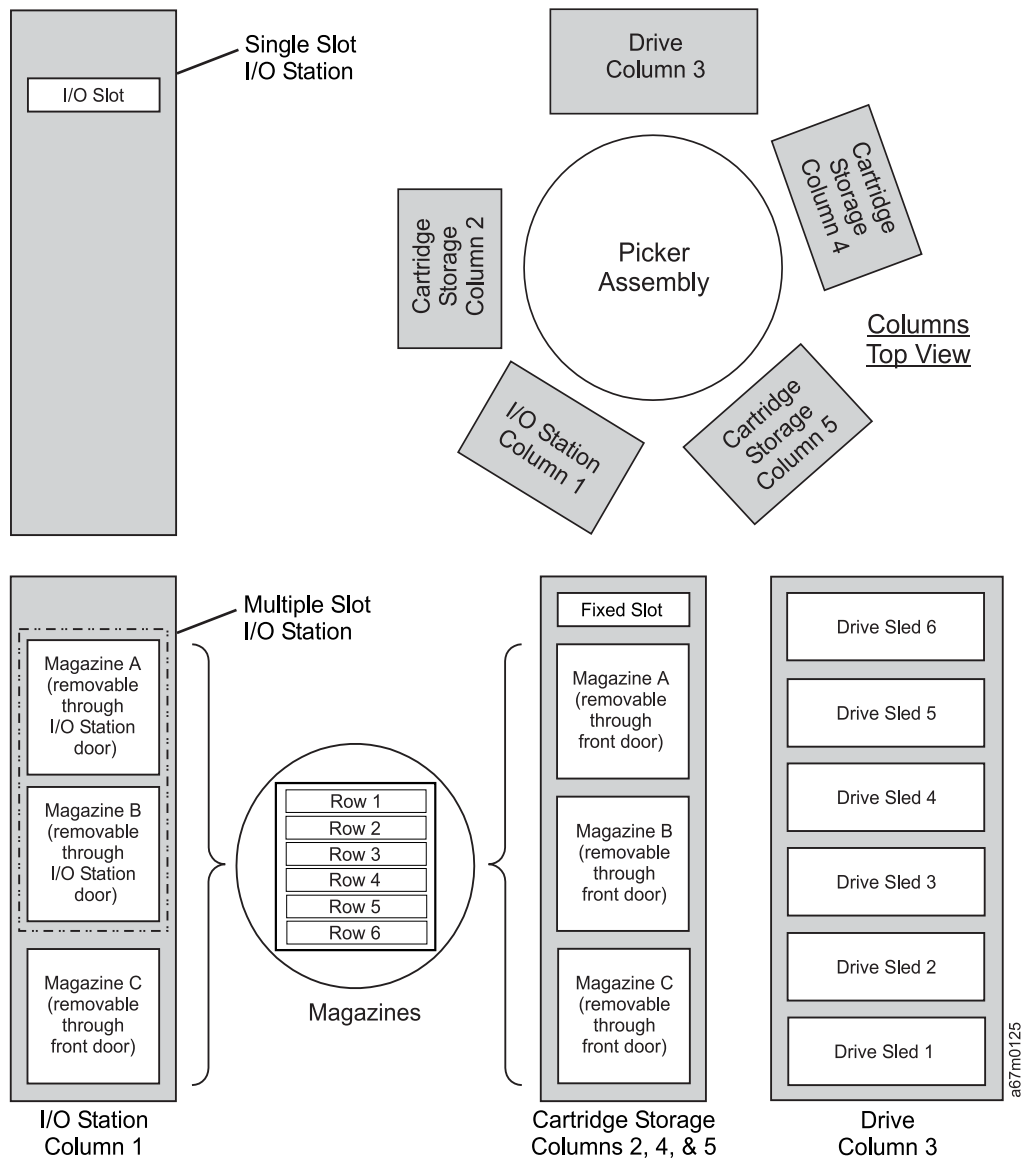 Single Slot
I/O Station
I/O Slot
Drive
Column 3
Cartridge
Storage
Column 2
Picker
Assembly
Cartridge
Storage
Column 4
Columns
Top View
I/O Station
Column 1
Cartridge
Storage
Column 5
Multiple Slot
I/O Station
Magazine A
(removable
through
I/O Station
door)
Magazine B
(removable
through
I/O Station
door)
Magazine C
(removable
through
front door)
I/O Station
Column 1
Row 1
Row 2
Row 3
Row 4
Row 5
Row 6
Magazines
Fixed Slot
Magazine A
(removable
through
front door)
Magazine B
(removable
through
front door)
Magazine C
(removable
through
front door)
Cartridge Storage
Columns 2, 4, & 5
Drive Sled 6
Drive Sled 5
Drive Sled 4
Drive Sled 3
Drive Sled 2
Drive Sled 1
Drive
Column 3
a67m0125